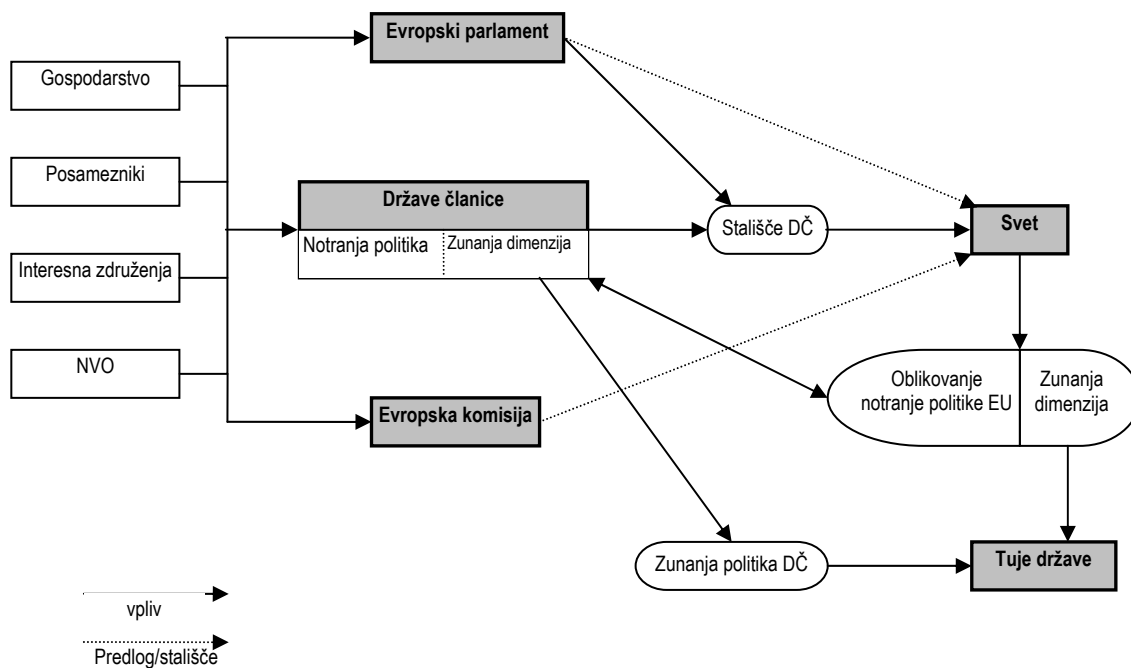 Evropski parlament
Gospodarstvo
Posamezniki
Države članice
Notranja politika
Zunanja dimenzija
Stališče DČ
Svet
Interesna združenja
NVO
Oblikovanje
notranje politike EU
Zunanja
dimenzija
Evropska komisija
Zunanja politika DČ
Tuje države
vpliv
Predlog/stališče